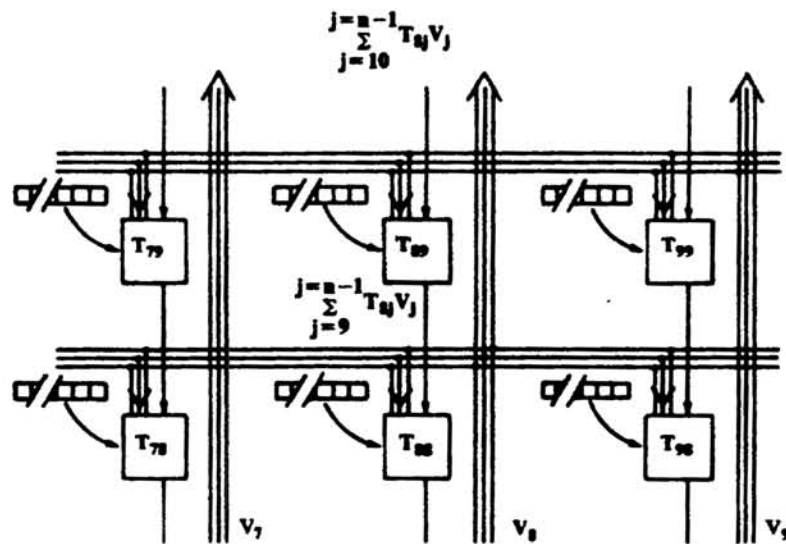 j=n-1
Σ T₈ⱼVⱼ
j=10
T₇₉ T₈₉ T₉₉
j=n-1
Σ T₈ⱼVⱼ
j=9
T₇₈ T₈₈ T₉₈
V₇ V₈ V₉